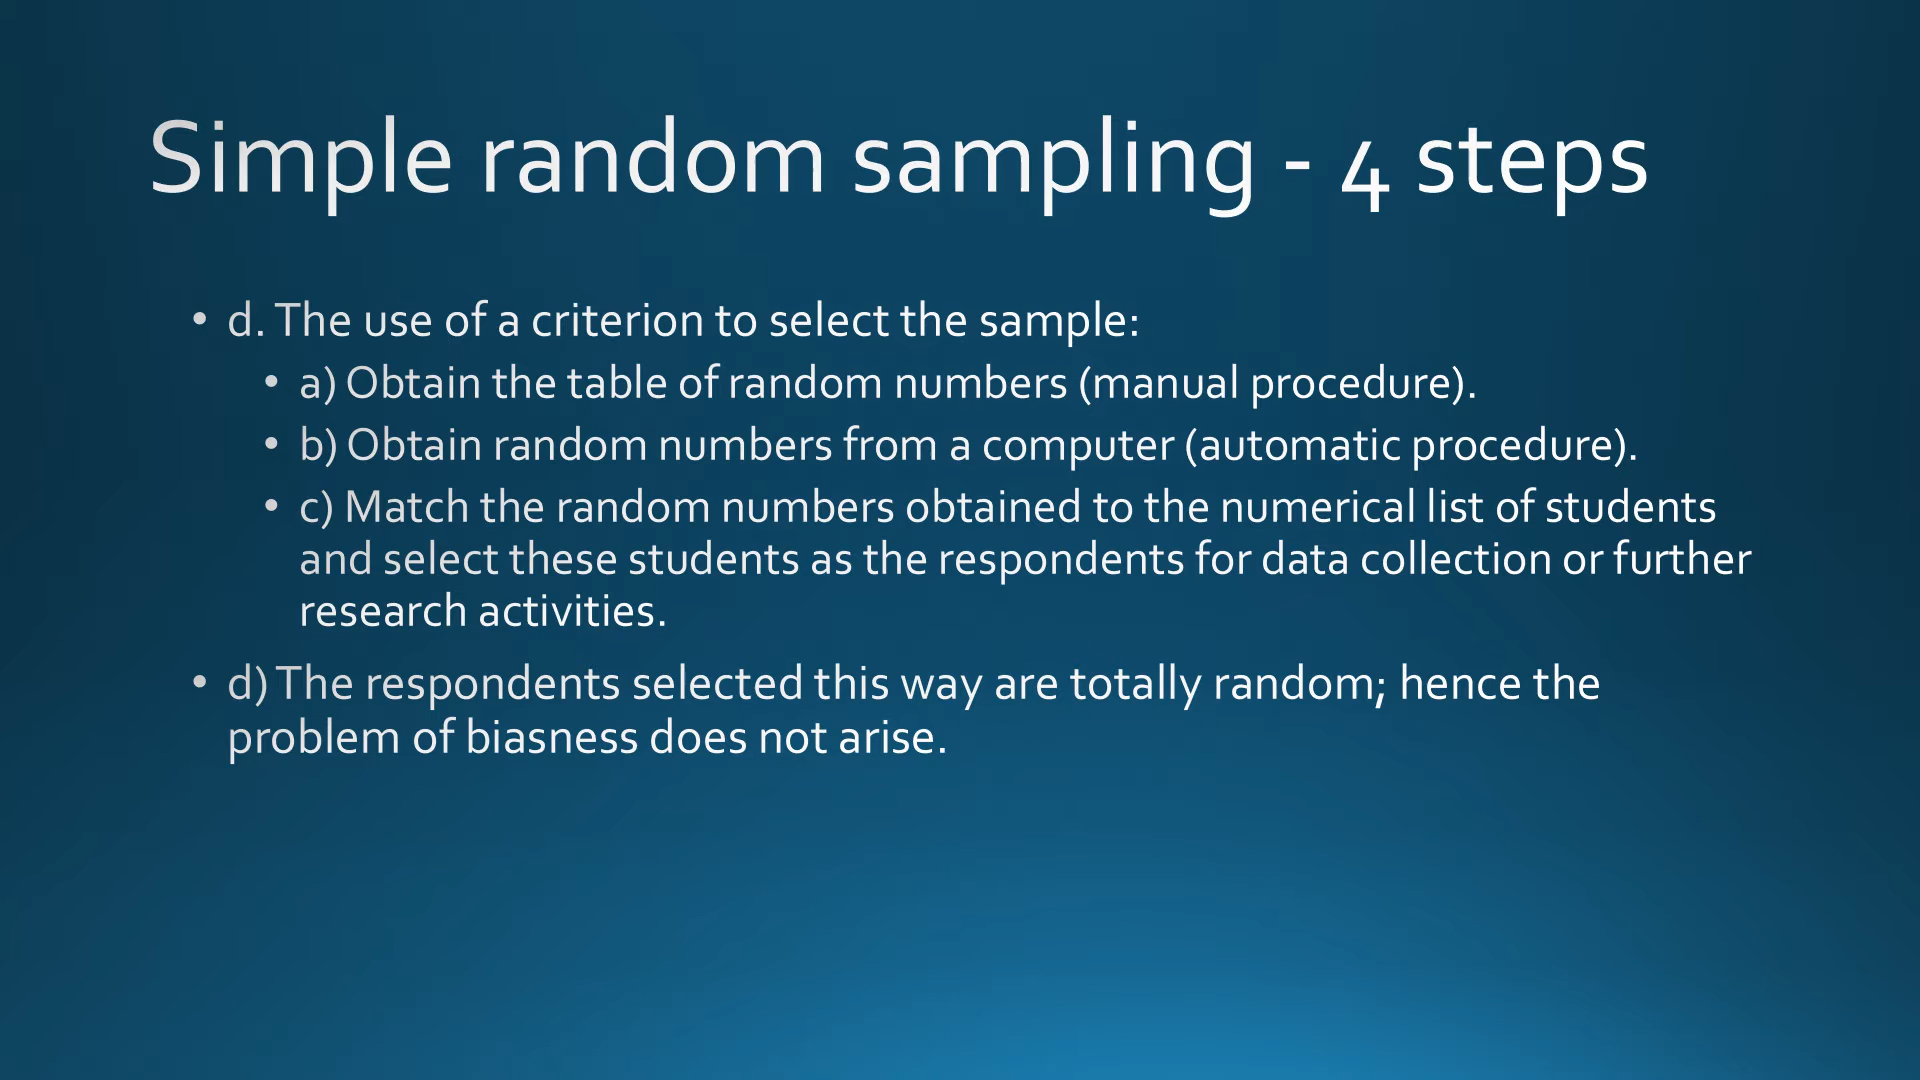 Simple random sampling - 4 steps
• d. The use of a criterion to select the sample:
• a) Obtain the table of random numbers (manual procedure).
• b) Obtain random numbers from a computer (automatic procedure).
• c) Match the random numbers obtained to the numerical list of students
and select these students as the respondents for data collection or further
research activities.
• d) The respondents selected this way are totally random; hence the
problem of biasness does not arise.